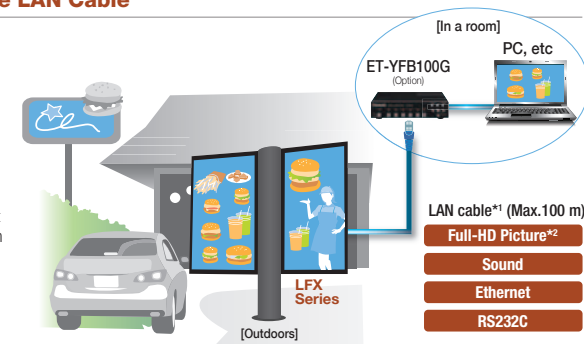 e LAN Cable
[In a room]
PC, etc
ET-YFB100G
(Option)
LAN cable*1 (Max.100 m)
Full-HD Picture*2
Sound
Ethernet
RS232C
LFX
Series
[Outdoors]